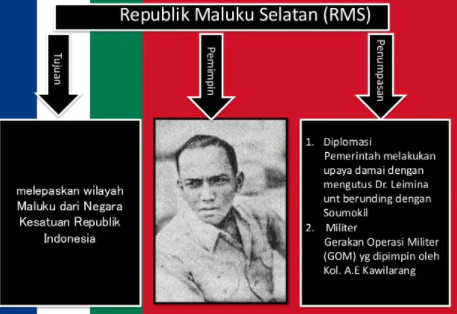 Republik Maluku Selatan (RMS)
Tujuan
Pemimpin
Penumpasan
melepaskan wilayah
Maluku dari Negara
Kesatuan Republik
Indonesia
1. Diplomasi
Pemerintah melakukan
upaya damai dengan
mengutus Dr. Leimina
unt berunding dengan
Soumokil
2. Militer
Gerakan Operasi Militer
(GOM) yg dipimpin oleh
Kol. A.E Kawilarang